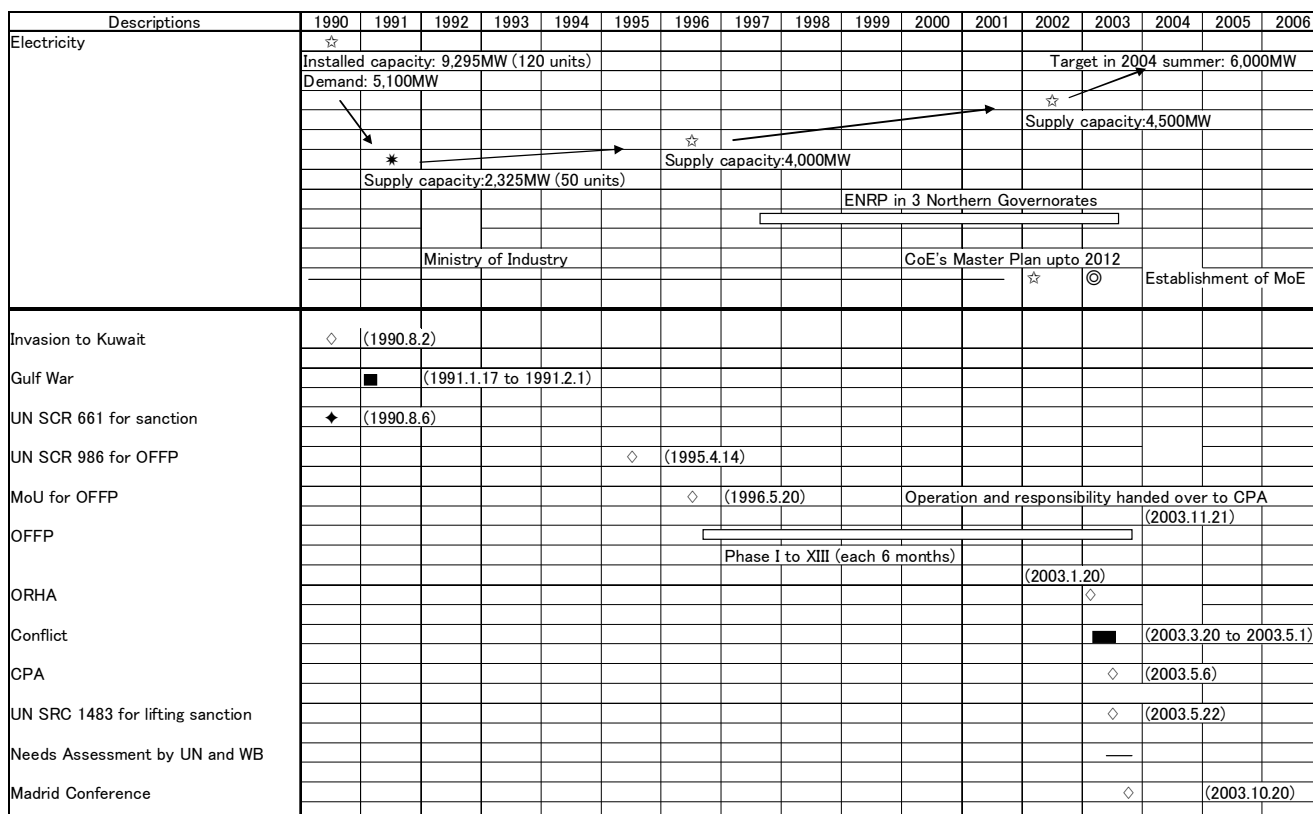 Descriptions 1990 1991 1992 1993 1994 1995 1996 1997 1998 1999 2000 2001 2002 2003 2004 2005 2006
Electricity ☆
Installed capacity: 9,295MW (120 units) Target in 2004 summer: 6,000MW
Demand: 5,100MW
☆
Supply capacity:4,500MW
☆
Supply capacity:4,000MW
Supply capacity:2,325MW (50 units)
ENRP in 3 Northern Governorates
Ministry of Industry CoE's Master Plan upto 2012
☆ ◎ Establishment of MoE
Invasion to Kuwait ◇ (1990.8.2)
Gulf War ■ (1991.1.17 to 1991.2.1)
UN SCR 661 for sanction ✦ (1990.8.6)
UN SCR 986 for OFFP ◇ (1995.4.14)
MoU for OFFP ◇ (1996.5.20) Operation and responsibility handed over to CPA
(2003.11.21)
OFFP
Phase I to XIII (each 6 months)
(2003.1.20)
ORHA ◇
Conflict (2003.3.20 to 2003.5.1)
CPA ◇ (2003.5.6)
UN SRC 1483 for lifting sanction ◇ (2003.5.22)
Needs Assessment by UN and WB
Madrid Conference ◇ (2003.10.20)